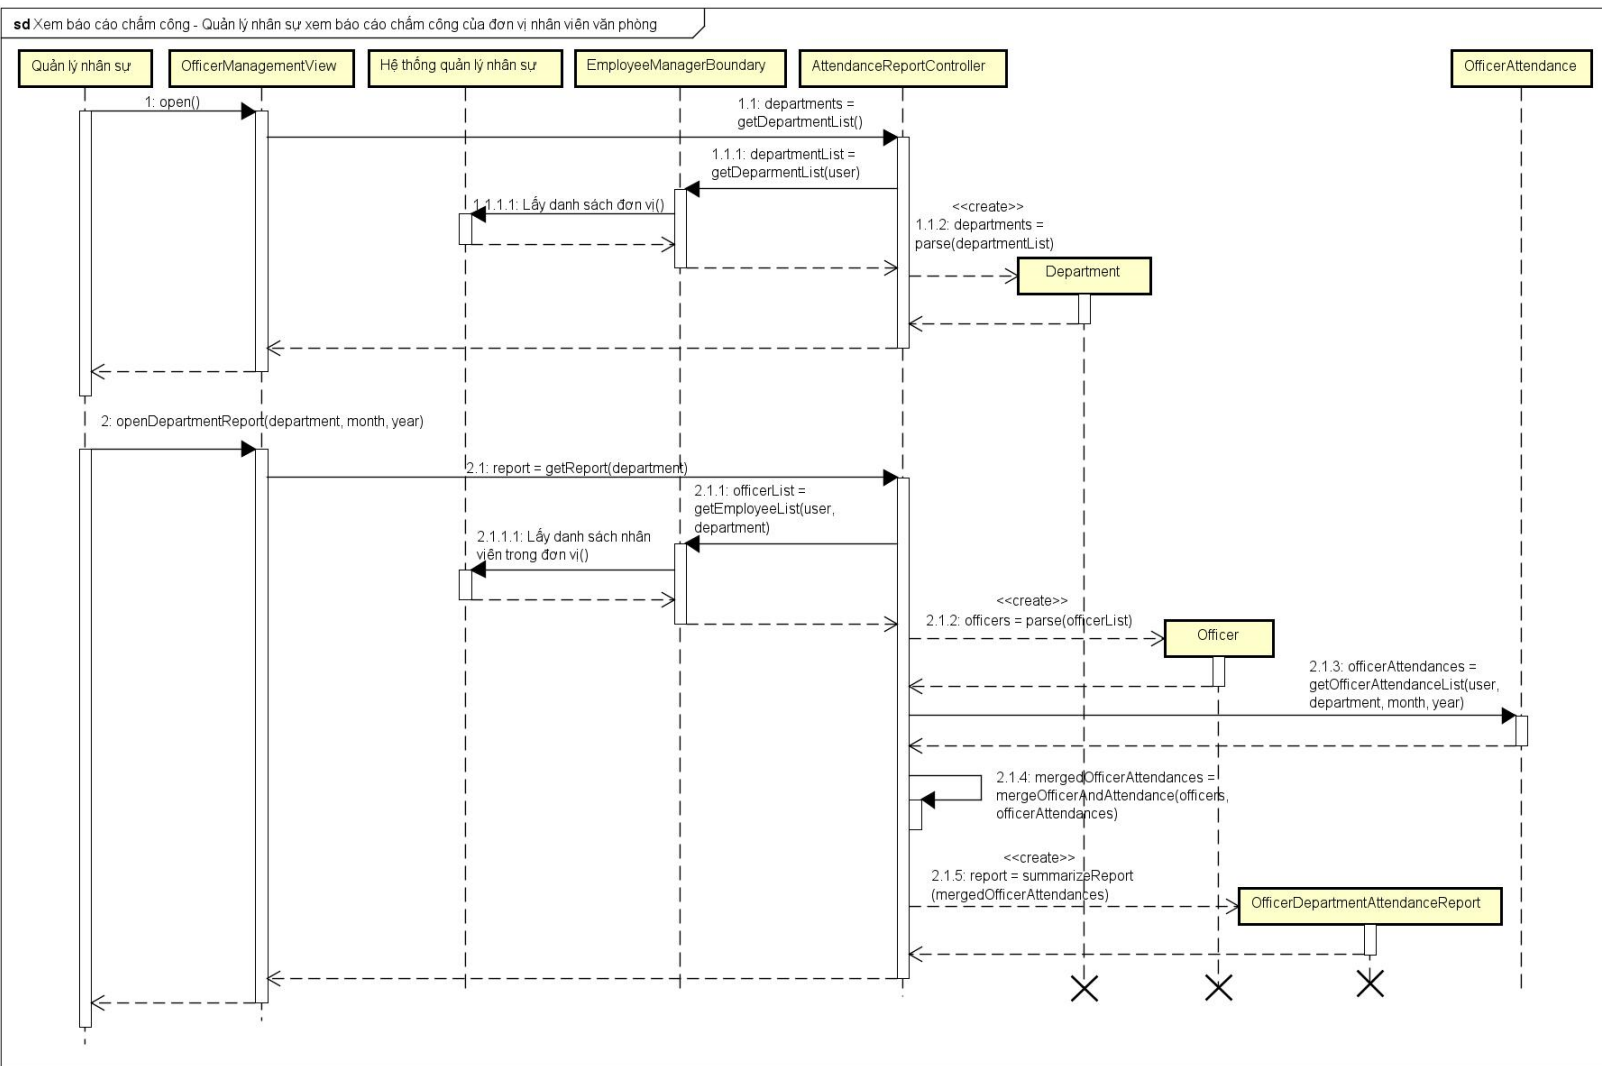 sd Xem báo cáo chấm công - Quản lý nhân sự xem báo cáo chấm công của đơn vị nhân viên văn phòng
Quản lý nhân sự
OfficerManagementView
Hệ thống quản lý nhân sự
EmployeeManagerBoundary
AttendanceReportController
OfficerAttendance
1: open()
1.1: departments =
getDepartmentList()
1.1.1: departmentList =
getDeparmentList(user)
1.1.1.1: Lấy danh sách đơn vị()
<<create>>
1.1.2: departments =
parse(departmentList)
Department
2: openDepartmentReport(department, month, year)
2.1: report = getReport(department)
2.1.1: officerList =
getEmployeeList(user,
department)
2.1.1.1: Lấy danh sách nhân
viên trong đơn vị()
<<create>>
2.1.2: officers = parse(officerList)
Officer
2.1.3: officerAttendances =
getOfficerAttendanceList(user,
department, month, year)
2.1.4: mergedOfficerAttendances =
mergeOfficerAndAttendance(officers,
officerAttendances)
<<create>>
2.1.5: report = summarizeReport
(mergedOfficerAttendances)
OfficerDepartmentAttendanceReport